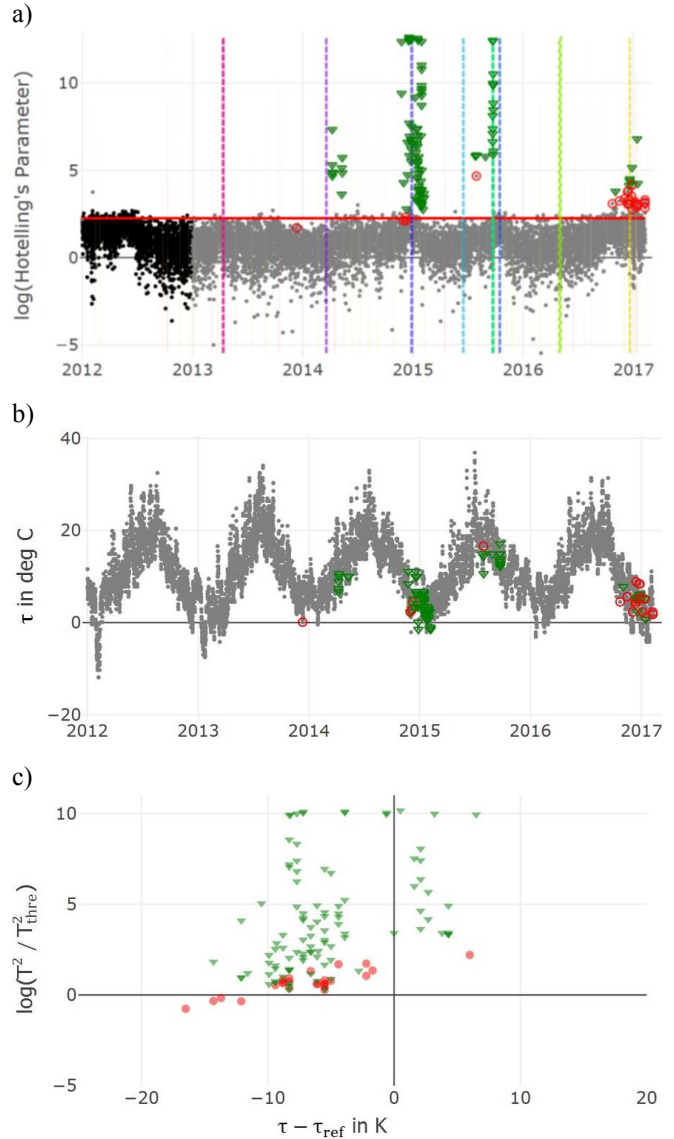 a)
log(Hotelling's Parameter)
10
5
0
−5
2012 2013 2014 2015 2016 2017
b)
τ in deg C
40
20
0
−20
2012 2013 2014 2015 2016 2017
c)
log(T² / T²thre)
10
5
0
−5
−20 −10 0 10 20
τ − τref in K